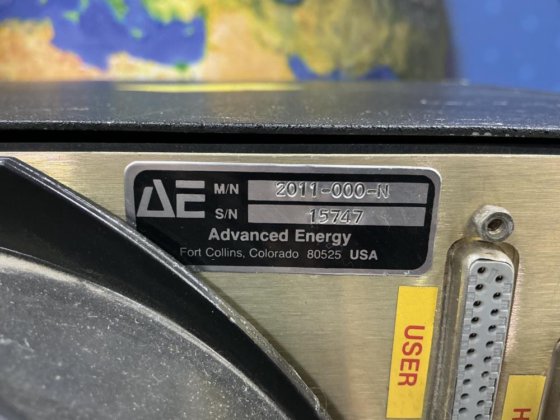 AE M/N 2011-000-N
S/N 15747
Advanced Energy
Fort Collins, Colorado 80525 USA
USER
H